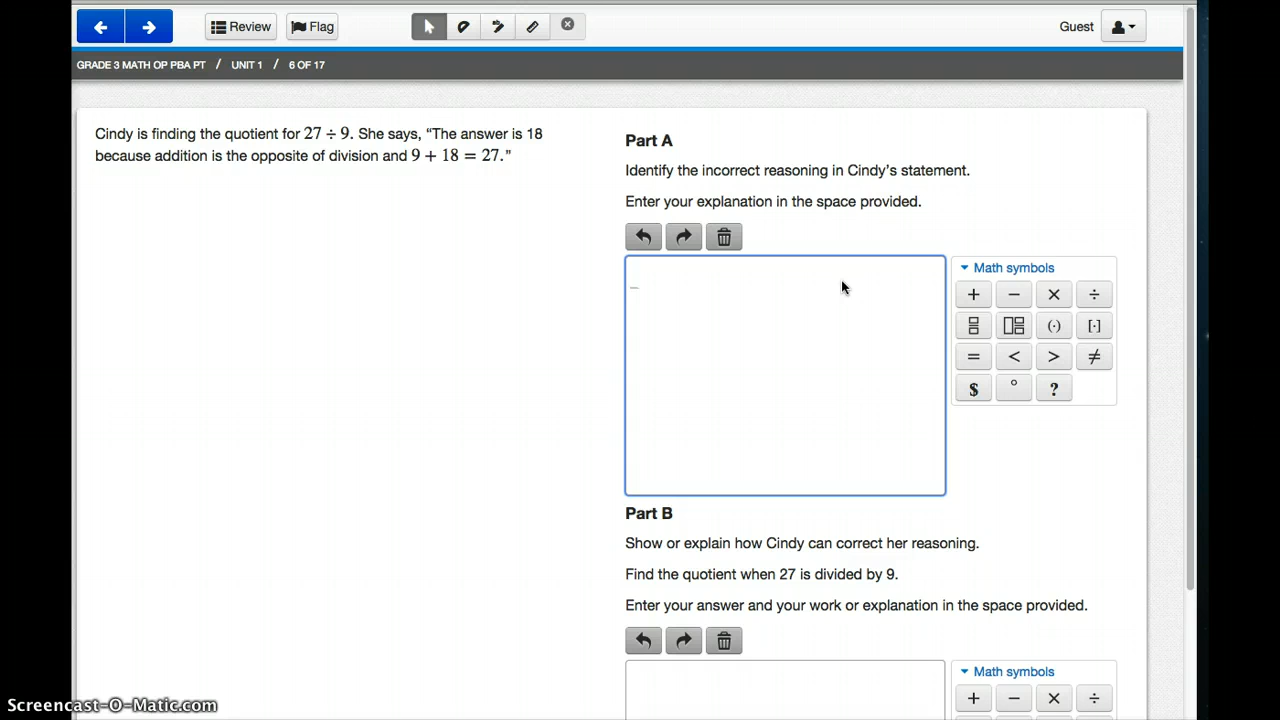 Review
Flag
Guest
GRADE 3 MATH OP PBA PT / UNIT 1 / 6 OF 17
Cindy is finding the quotient for 27 ÷ 9. She says, “The answer is 18
because addition is the opposite of division and 9 + 18 = 27.”
Part A
Identify the incorrect reasoning in Cindy’s statement.
Enter your explanation in the space provided.
Math symbols
+ − × ÷
(·) [·]
= < > ≠
$ ° ?
Part B
Show or explain how Cindy can correct her reasoning.
Find the quotient when 27 is divided by 9.
Enter your answer and your work or explanation in the space provided.
Math symbols
+ − × ÷
Screencast-O-Matic.com